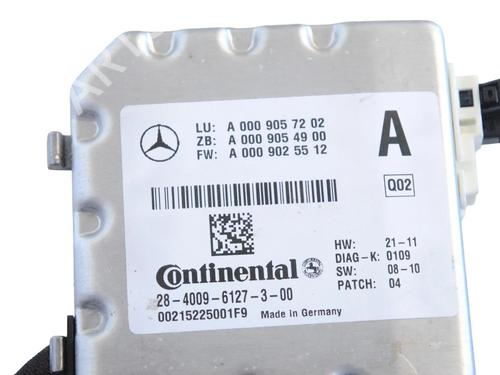 LU: A 000 905 72 02
ZB: A 000 905 49 00
FW: A 000 902 55 12
A
Q02
Continental
28-4009-6127-3-00
00215225001F9 Made in Germany
HW: 21-11
DIAG-K: 0109
SW: 08-10
PATCH: 04